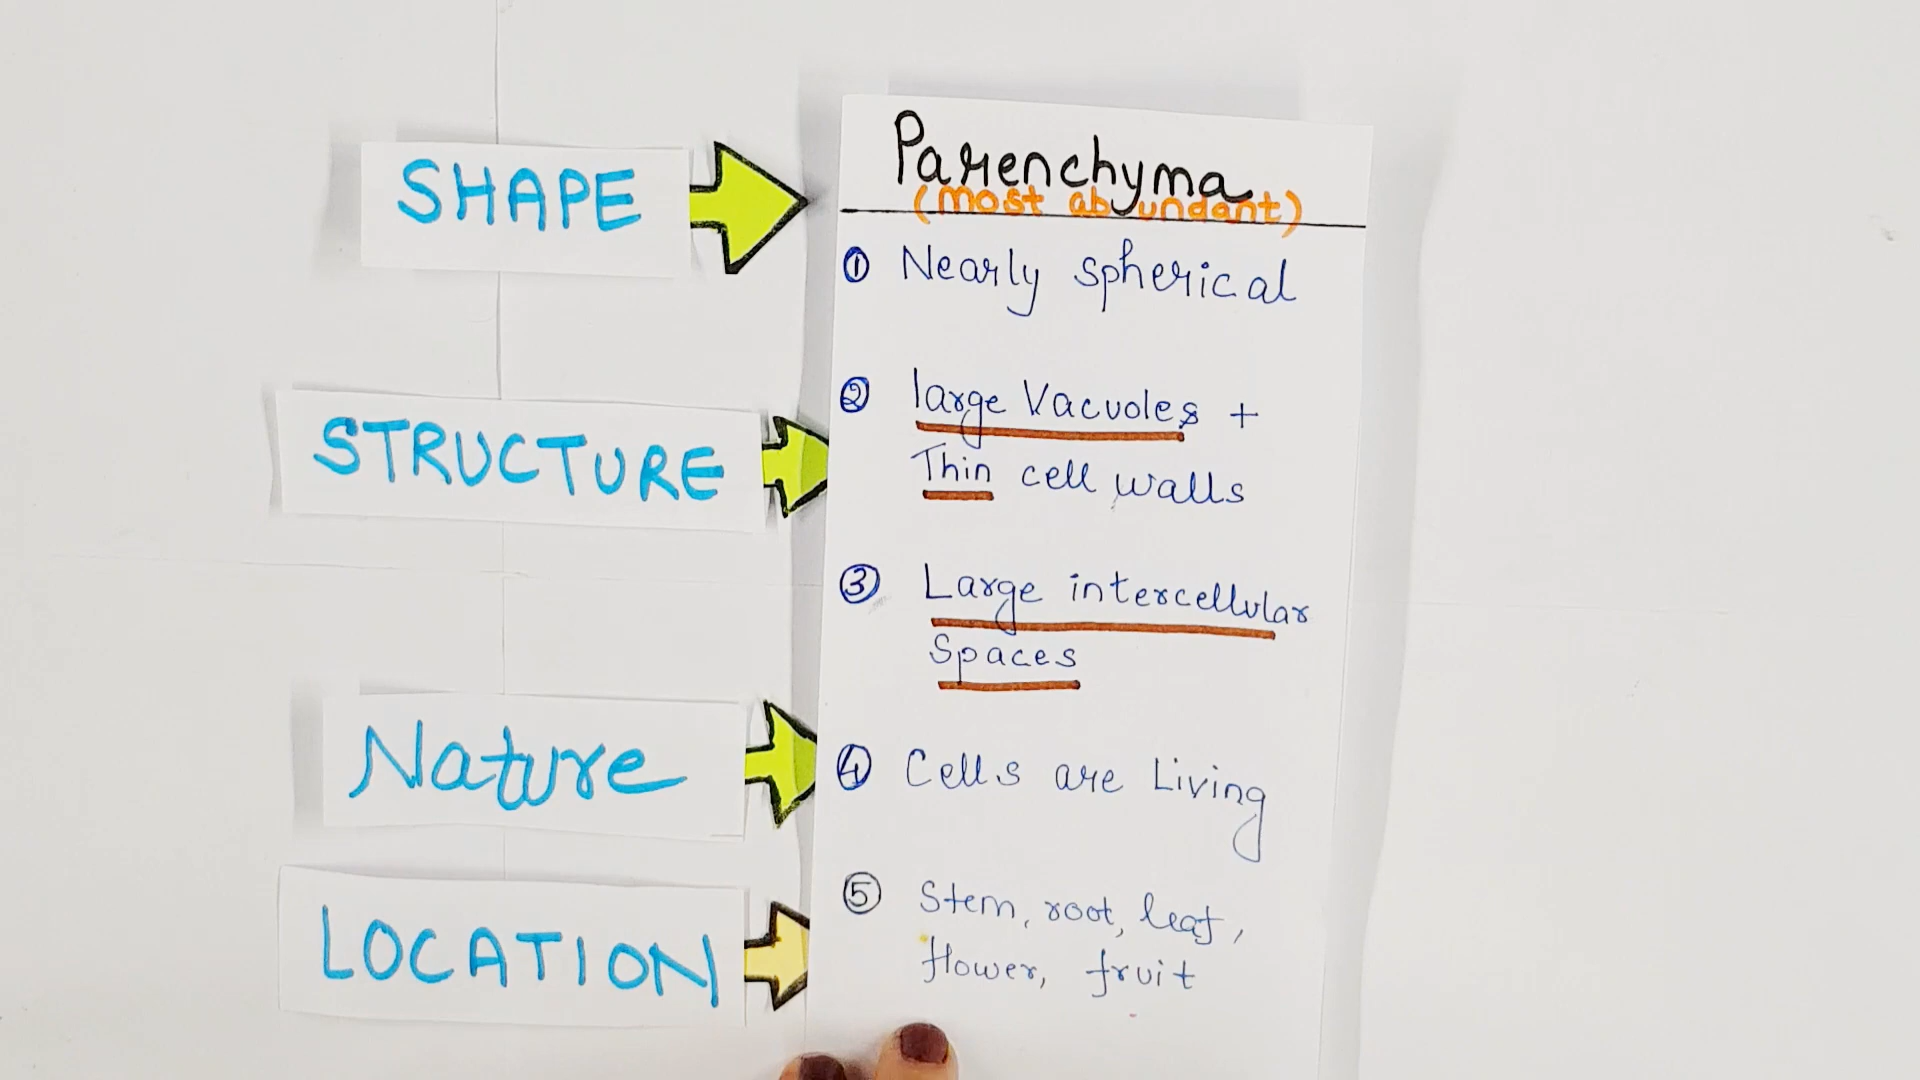 SHAPE
Parenchyma
(most abundant)
① Nearly spherical
STRUCTURE
② large Vacuoles +
Thin cell walls
③ Large intercellular
Spaces
Nature
④ Cells are Living
LOCATION
⑤ Stem, root, leaf,
flower, fruit